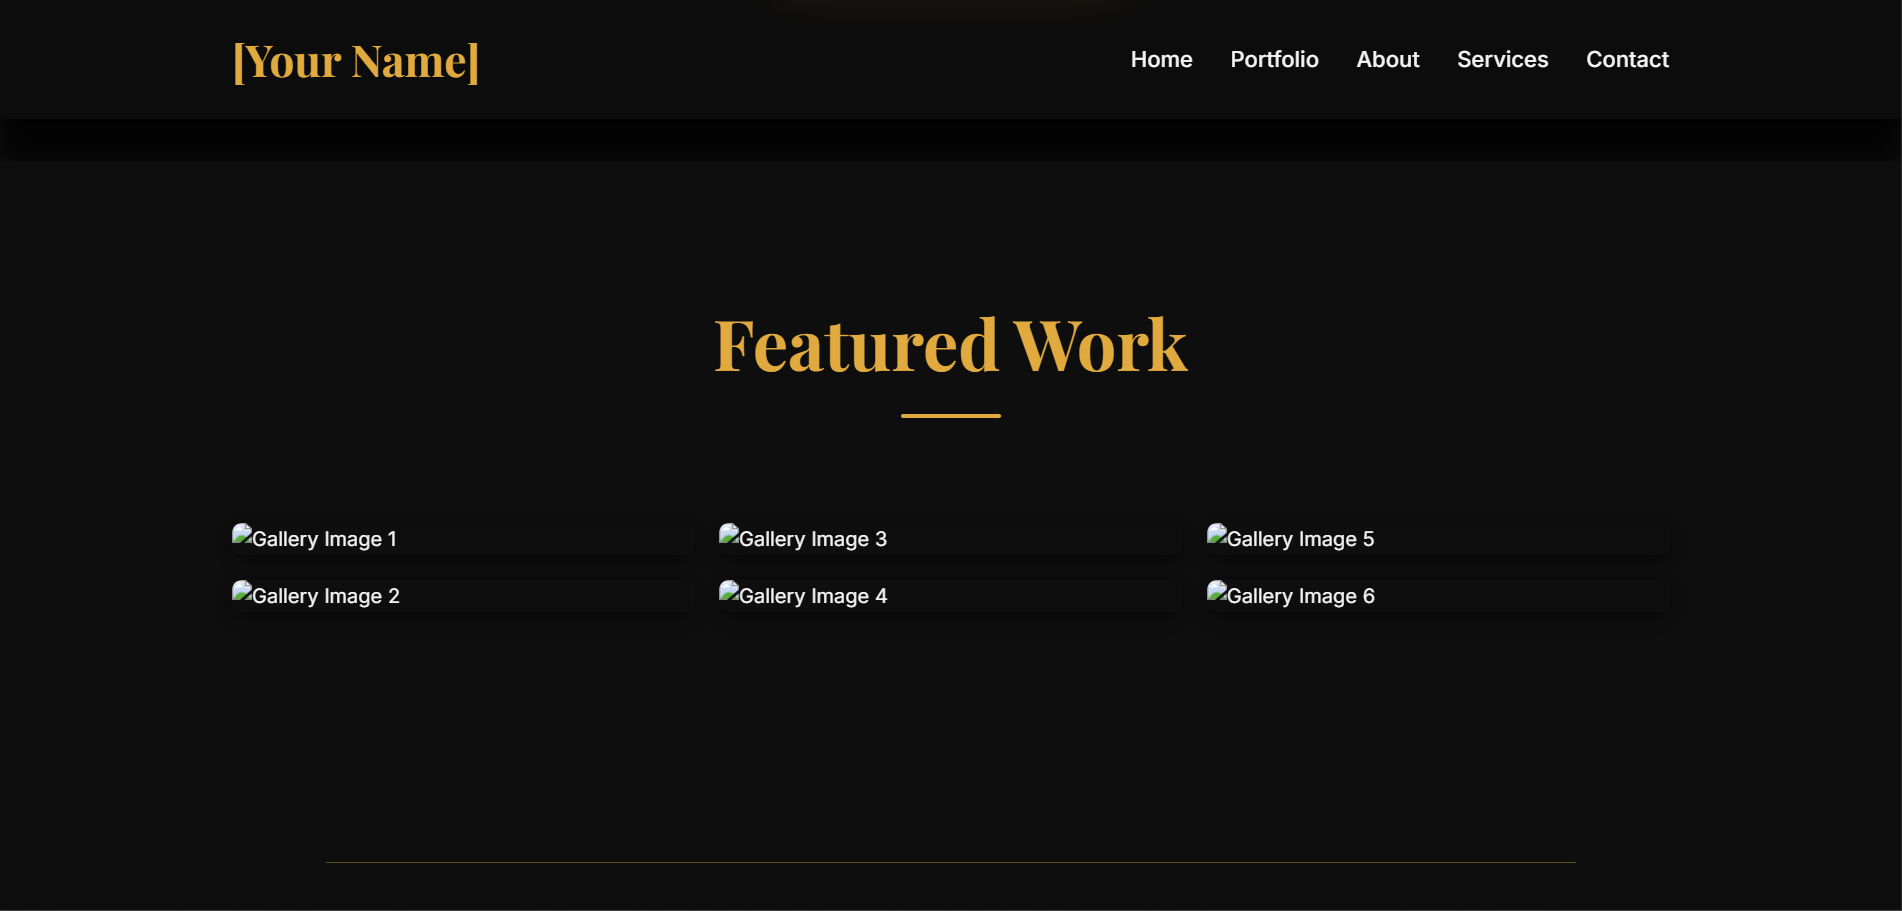 [Your Name]
Home Portfolio About Services Contact
Featured Work
Gallery Image 1 Gallery Image 3 Gallery Image 5
Gallery Image 2 Gallery Image 4 Gallery Image 6